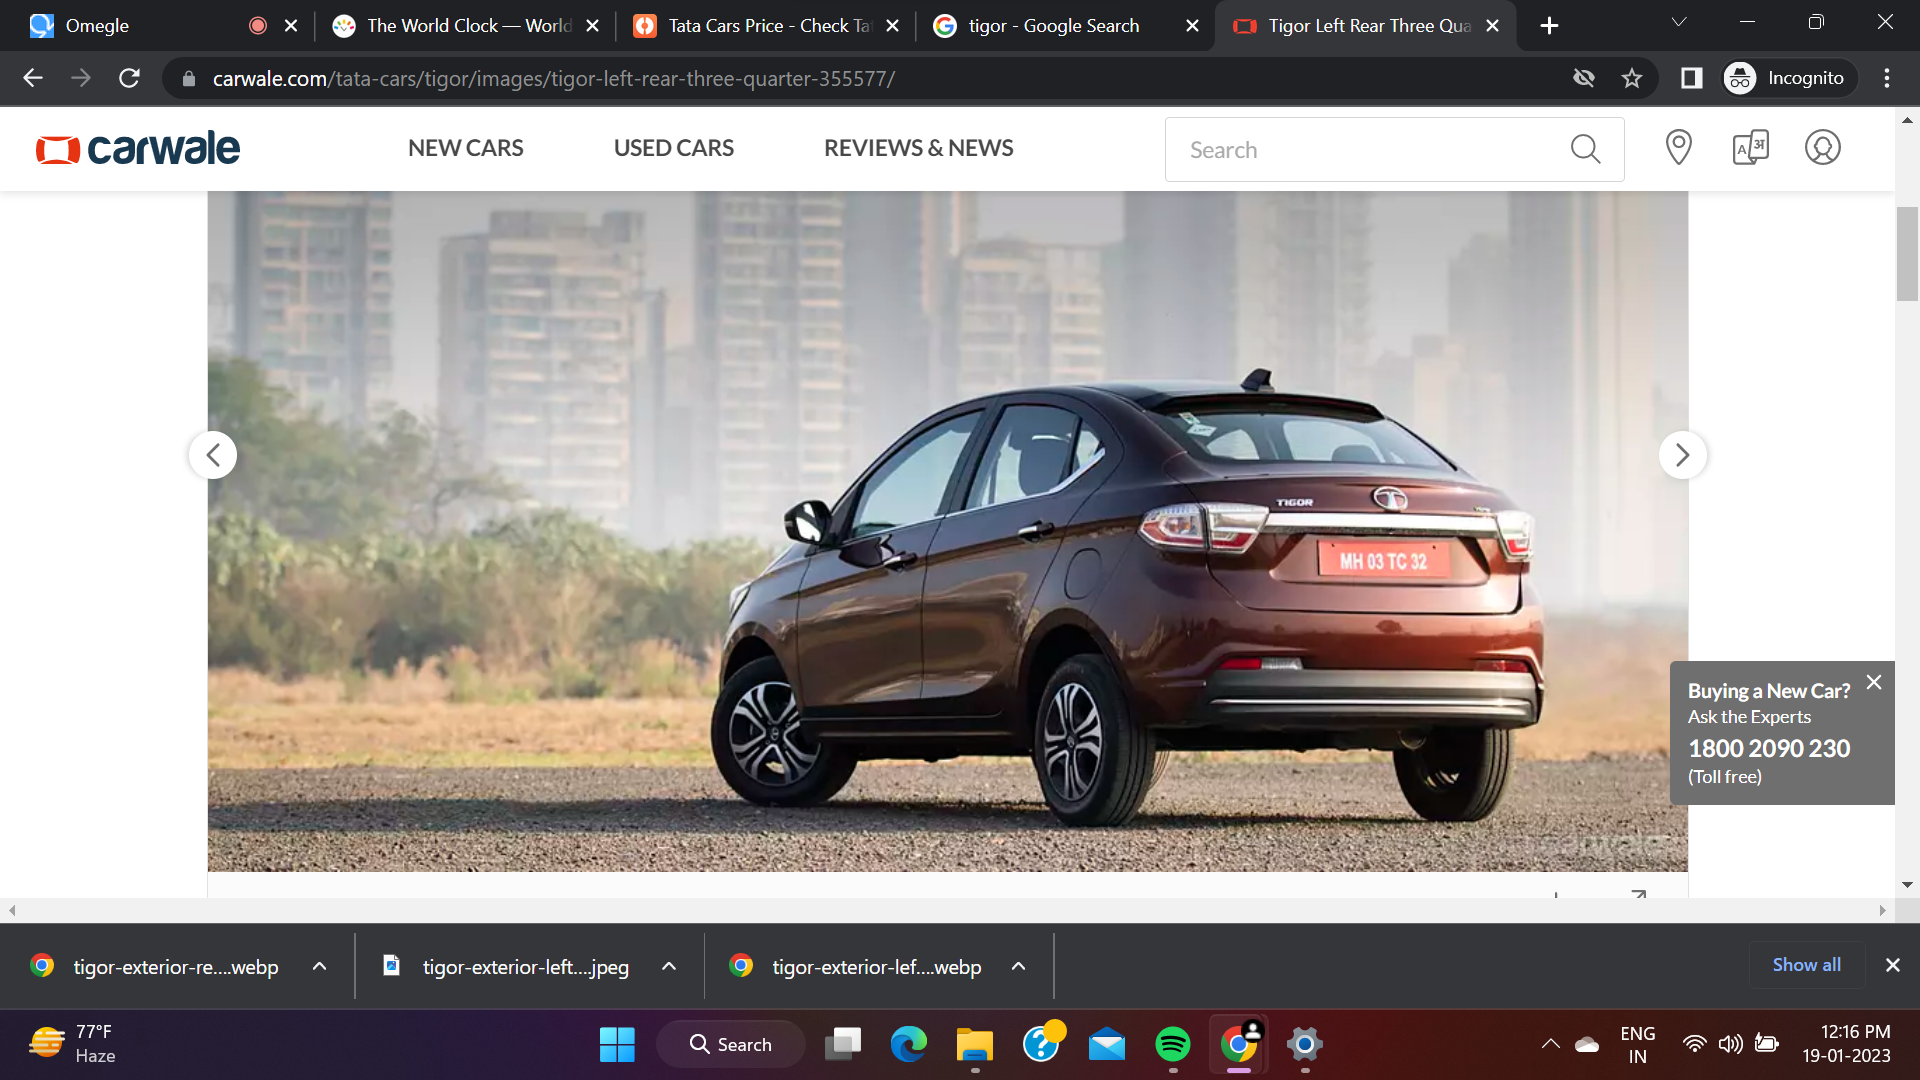 Omegle
The World Clock — World
Tata Cars Price - Check Ta
tigor - Google Search
Tigor Left Rear Three Qua
carwale.com/tata-cars/tigor/images/tigor-left-rear-three-quarter-355577/
Incognito
carwale
NEW CARS
USED CARS
REVIEWS & NEWS
Search
A अ
TIGOR
MH 03 TC 32
Buying a New Car?
Ask the Experts
1800 2090 230
(Toll free)
carwale
tigor-exterior-re....webp
tigor-exterior-left....jpeg
tigor-exterior-lef....webp
Show all
77°F
Haze
Search
ENG
IN
12:16 PM
19-01-2023